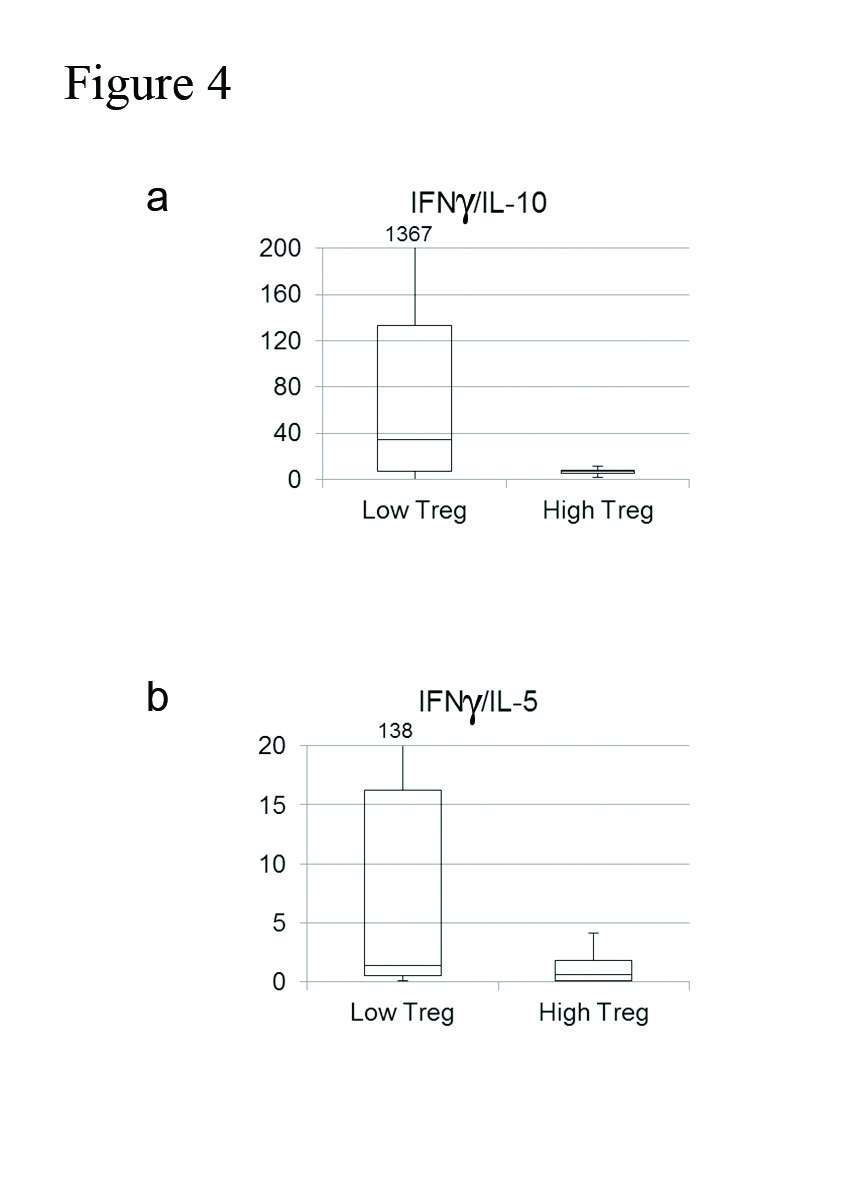 Figure 4
a
IFNγ/IL-10
1367
200
160
120
80
40
0
Low Treg High Treg
b
IFNγ/IL-5
138
20
15
10
5
0
Low Treg High Treg